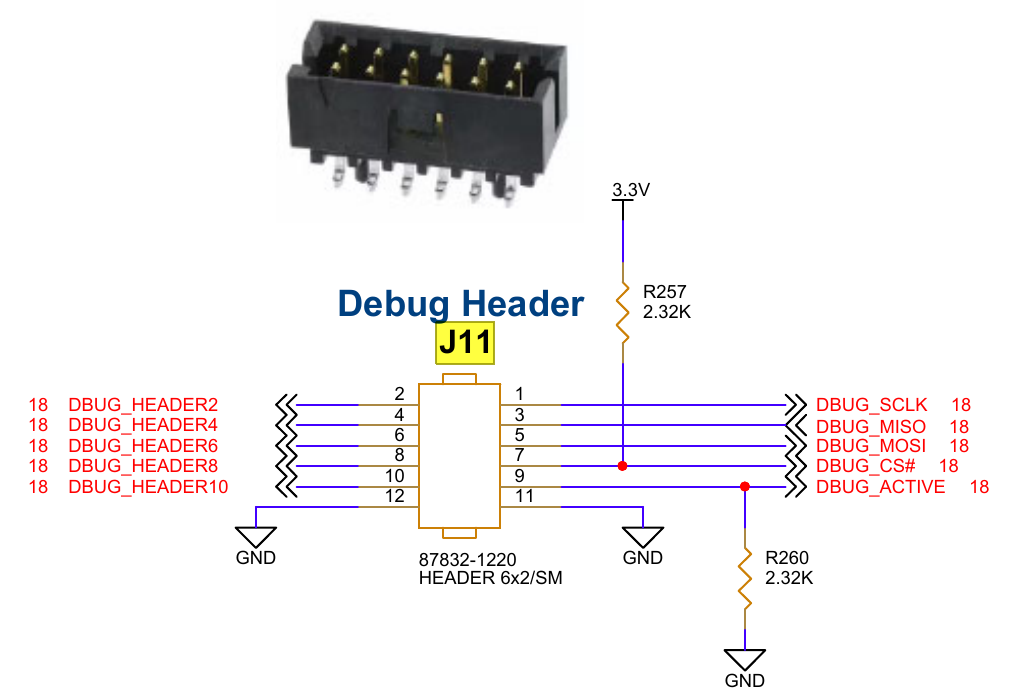 3.3V
R257
2.32K
Debug Header
J11
2 1
18 DBUG_HEADER2 DBUG_SCLK 18
4 3
18 DBUG_HEADER4 DBUG_MISO 18
6 5
18 DBUG_HEADER6 DBUG_MOSI 18
8 7
18 DBUG_HEADER8 DBUG_CS# 18
10 9
18 DBUG_HEADER10 DBUG_ACTIVE 18
12 11
GND
GND
87832-1220
HEADER 6x2/SM
R260
2.32K
GND